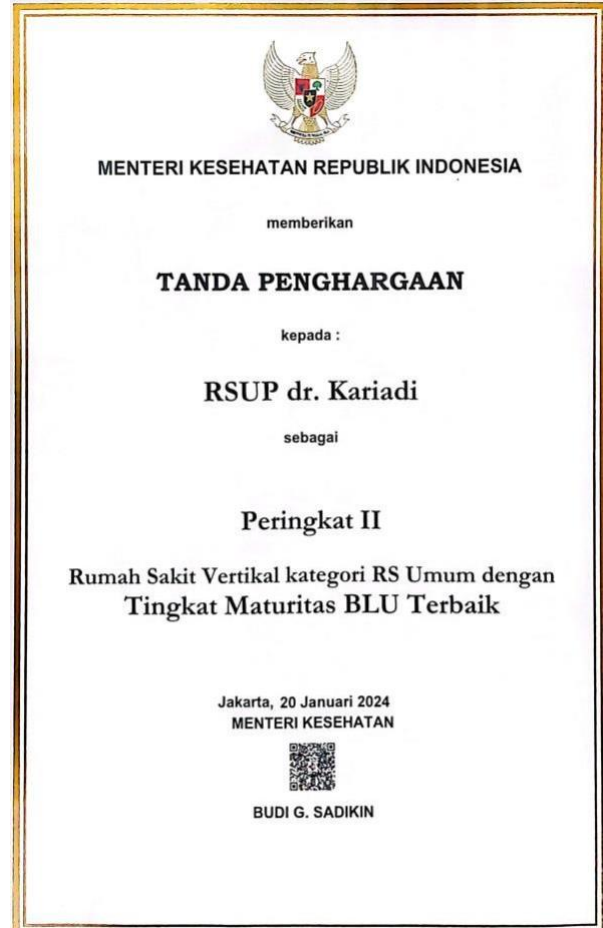 MENTERI KESEHATAN REPUBLIK INDONESIA
memberikan
TANDA PENGHARGAAN
kepada :
RSUP dr. Kariadi
sebagai
Peringkat II
Rumah Sakit Vertikal kategori RS Umum dengan
Tingkat Maturitas BLU Terbaik
Jakarta, 20 Januari 2024
MENTERI KESEHATAN
BUDI G. SADIKIN